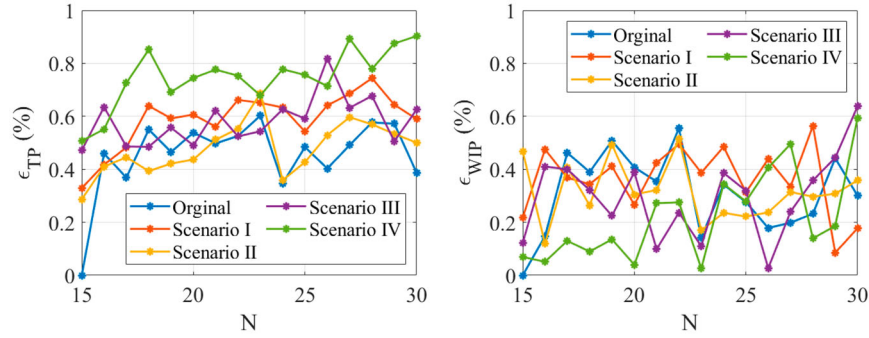 1
0.8
0.6
0.4
0.2
0
ϵTP (%)
Orginal
Scenario I
Scenario II
Scenario III
Scenario IV
15 20 25 30
N
1
0.8
0.6
0.4
0.2
0
ϵWIP (%)
Orginal
Scenario I
Scenario II
Scenario III
Scenario IV
15 20 25 30
N